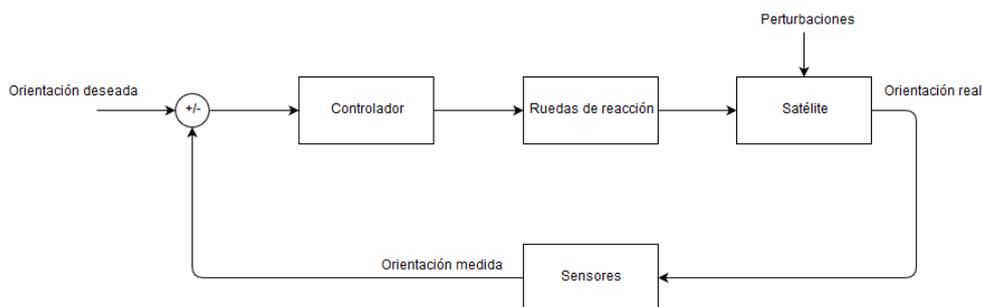 Perturbaciones
Orientación deseada
+/-
Controlador
Ruedas de reacción
Satélite
Orientación real
Orientación medida
Sensores